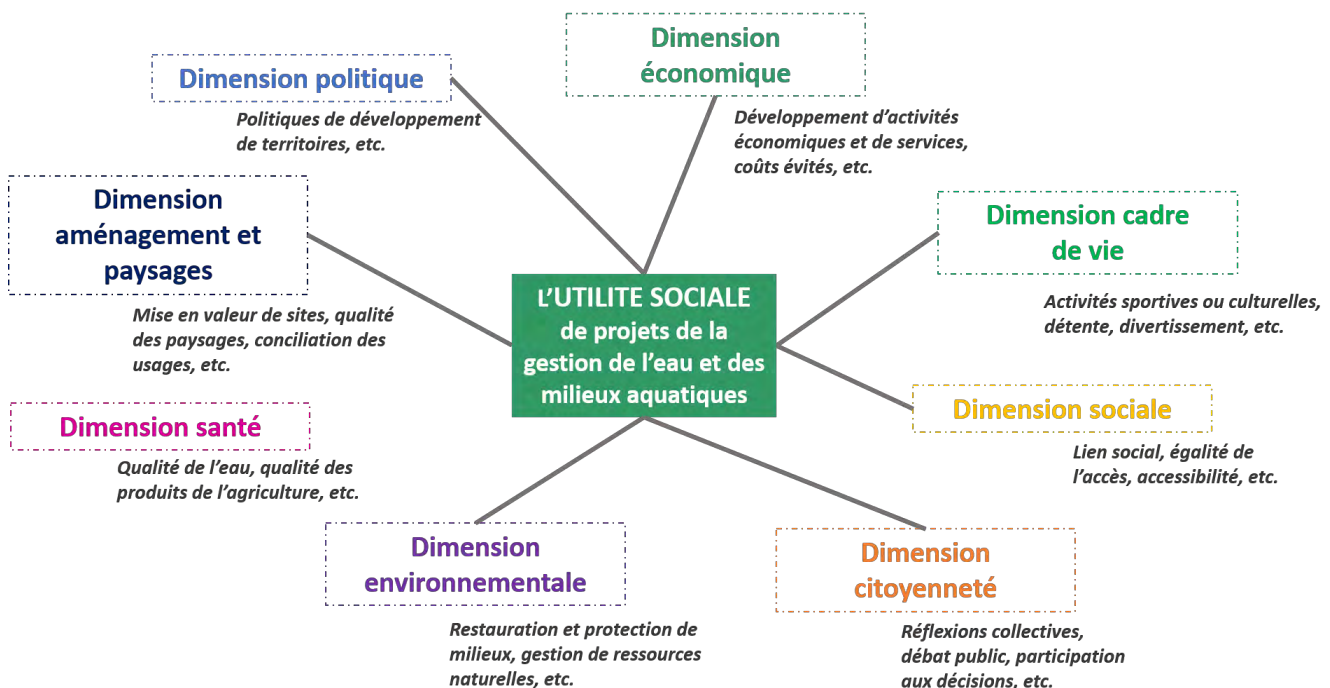 Dimension
économique
Dimension politique
Politiques de développement
de territoires, etc.
Développement d’activités
économiques et de services,
coûts évités, etc.
Dimension
aménagement et
paysages
Mise en valeur de sites, qualité
des paysages, conciliation des
usages, etc.
Dimension cadre
de vie
Activités sportives ou culturelles,
détente, divertissement, etc.
L’UTILITE SOCIALE
de projets de la
gestion de l’eau et des
milieux aquatiques
Dimension santé
Qualité de l’eau, qualité des
produits de l’agriculture, etc.
Dimension sociale
Lien social, égalité de
l’accès, accessibilité, etc.
Dimension
environnementale
Restauration et protection de
milieux, gestion de ressources
naturelles, etc.
Dimension
citoyenneté
Réflexions collectives,
débat public, participation
aux décisions, etc.